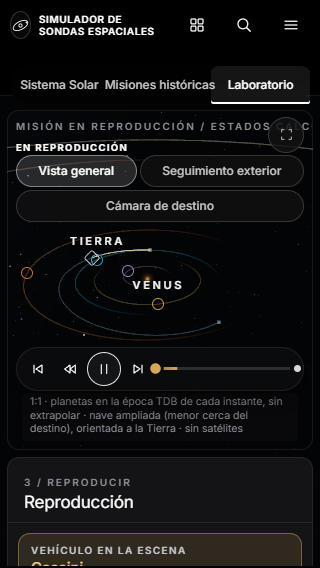 SIMULADOR DE
SONDAS ESPACIALES
Sistema Solar
Misiones históricas
Laboratorio
MISIÓN EN REPRODUCCIÓN / ESTADOS
EN REPRODUCCIÓN
Vista general
Seguimiento exterior
Cámara de destino
TIERRA
VENUS
1:1 · planetas en la época TDB de cada instante, sin
extrapolar · nave ampliada (menor cerca del
destino), orientada a la Tierra · sin satélites
3 / REPRODUCIR
Reproducción
VEHÍCULO EN LA ESCENA
Cassini